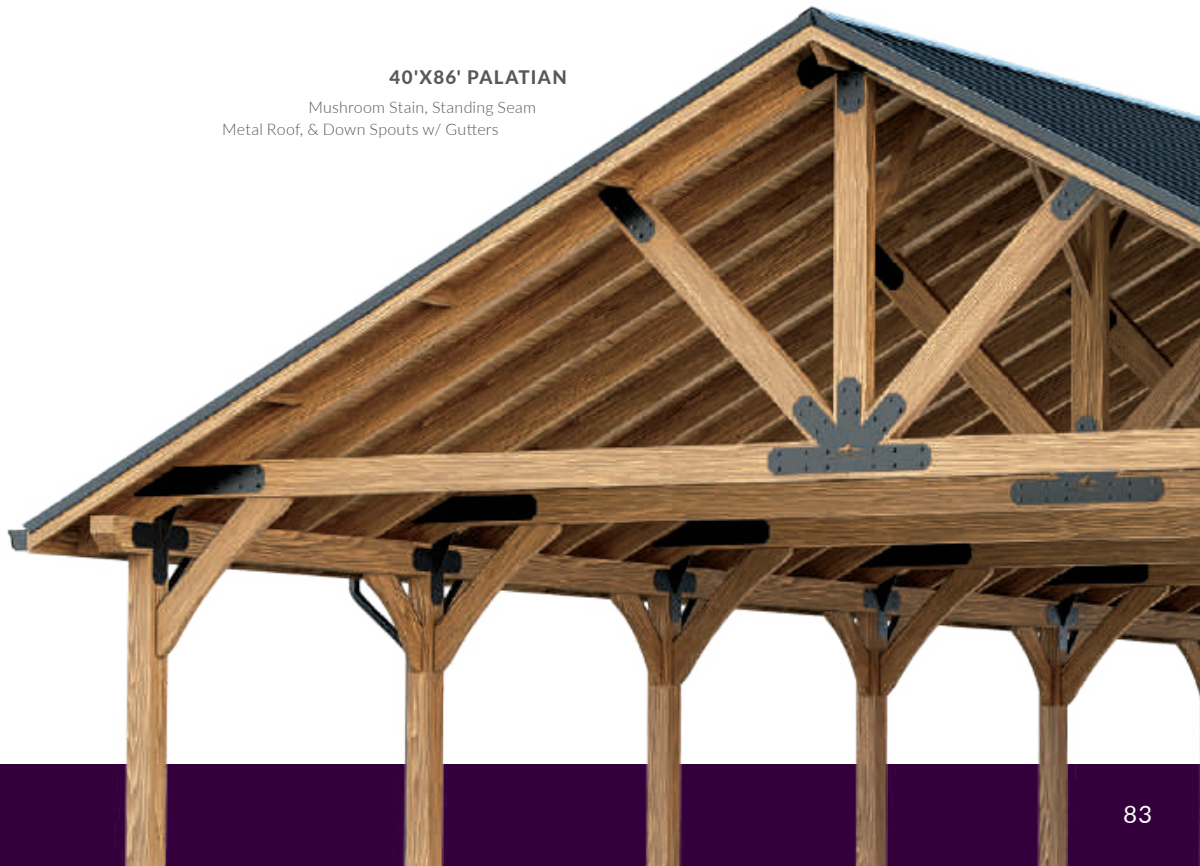 40'X86' PALATIAN
Mushroom Stain, Standing Seam
Metal Roof, & Down Spouts w/ Gutters
83